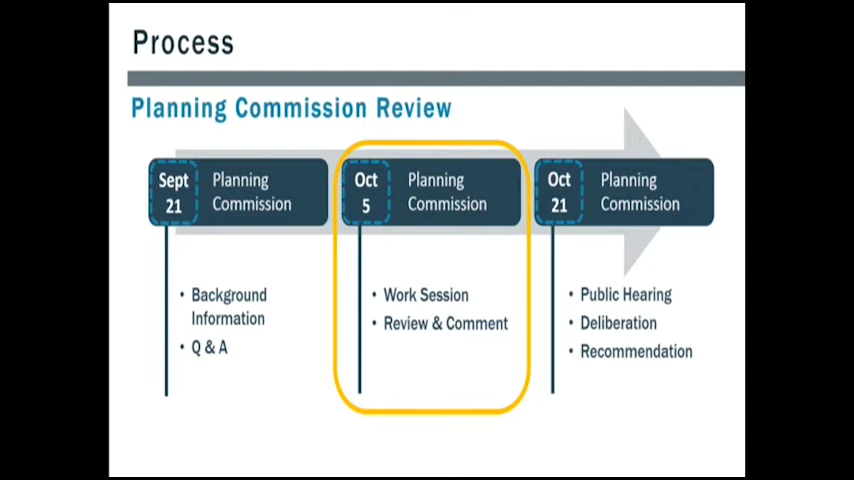 Process
Planning Commission Review
Sept
21
Planning
Commission
• Background
Information
• Q & A
Oct
5
Planning
Commission
• Work Session
• Review & Comment
Oct
21
Planning
Commission
• Public Hearing
• Deliberation
• Recommendation